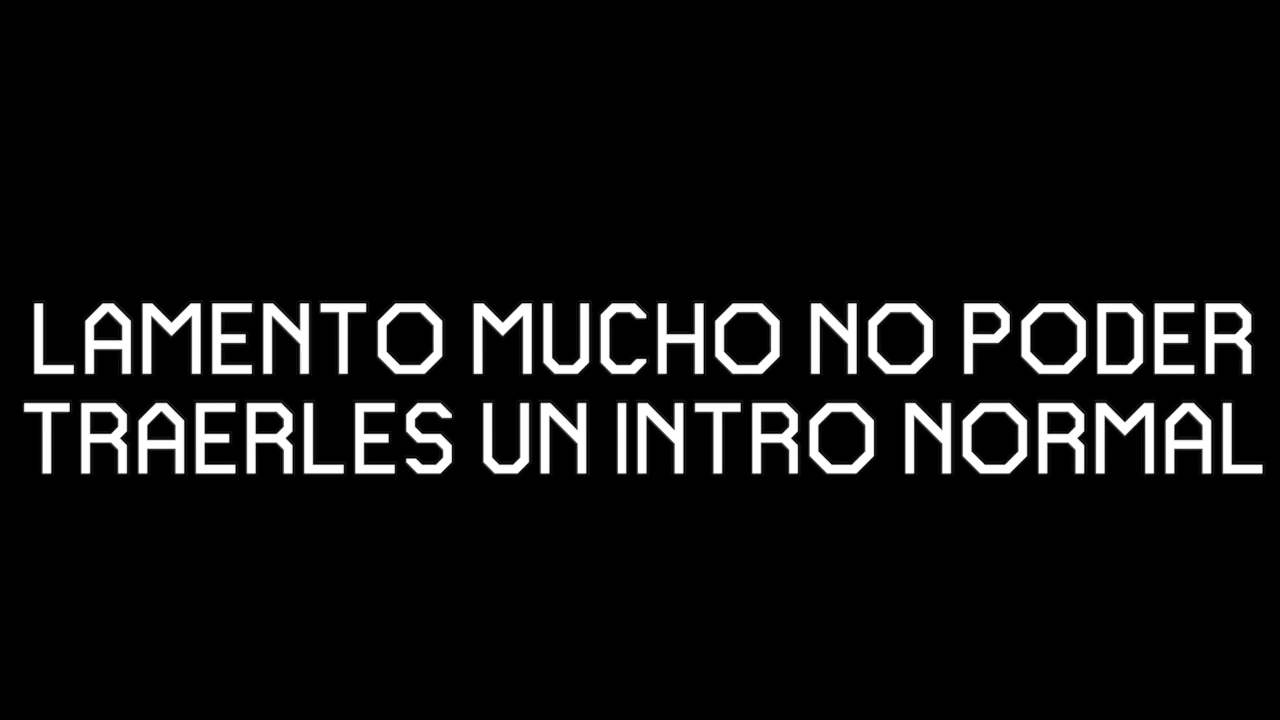 LAMENTO MUCHO NO PODER
TRAERLES UN INTRO NORMAL